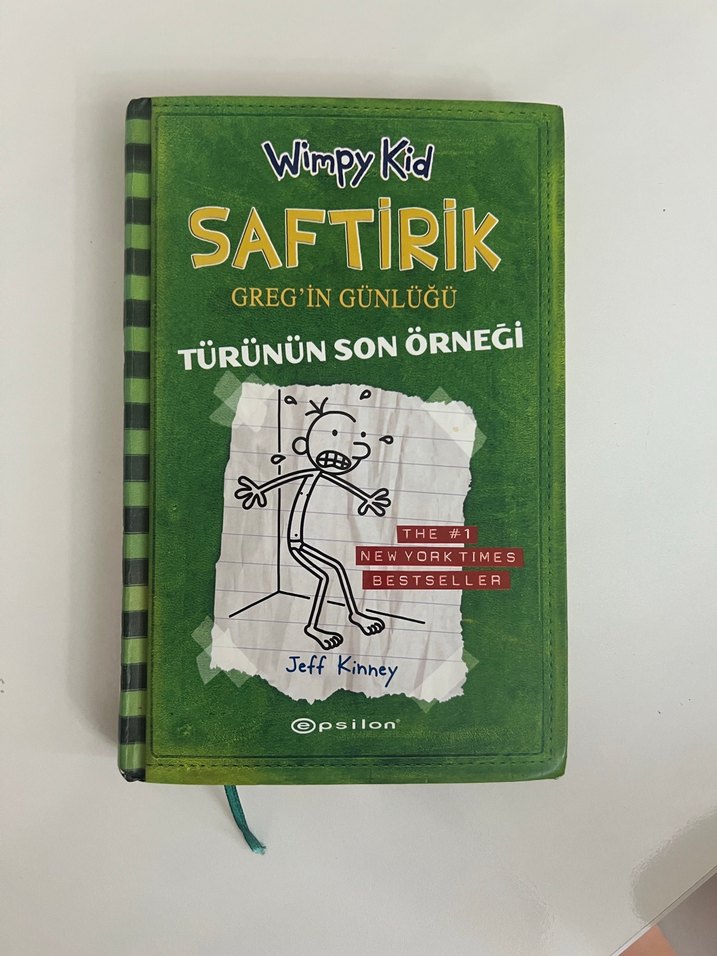 Wimpy Kid
SAFTİRİK
GREG'İN GÜNLÜĞÜ
TÜRÜNÜN SON ÖRNEĞİ
THE #1
NEW YORK TIMES
BESTSELLER
Jeff Kinney
epsilon®